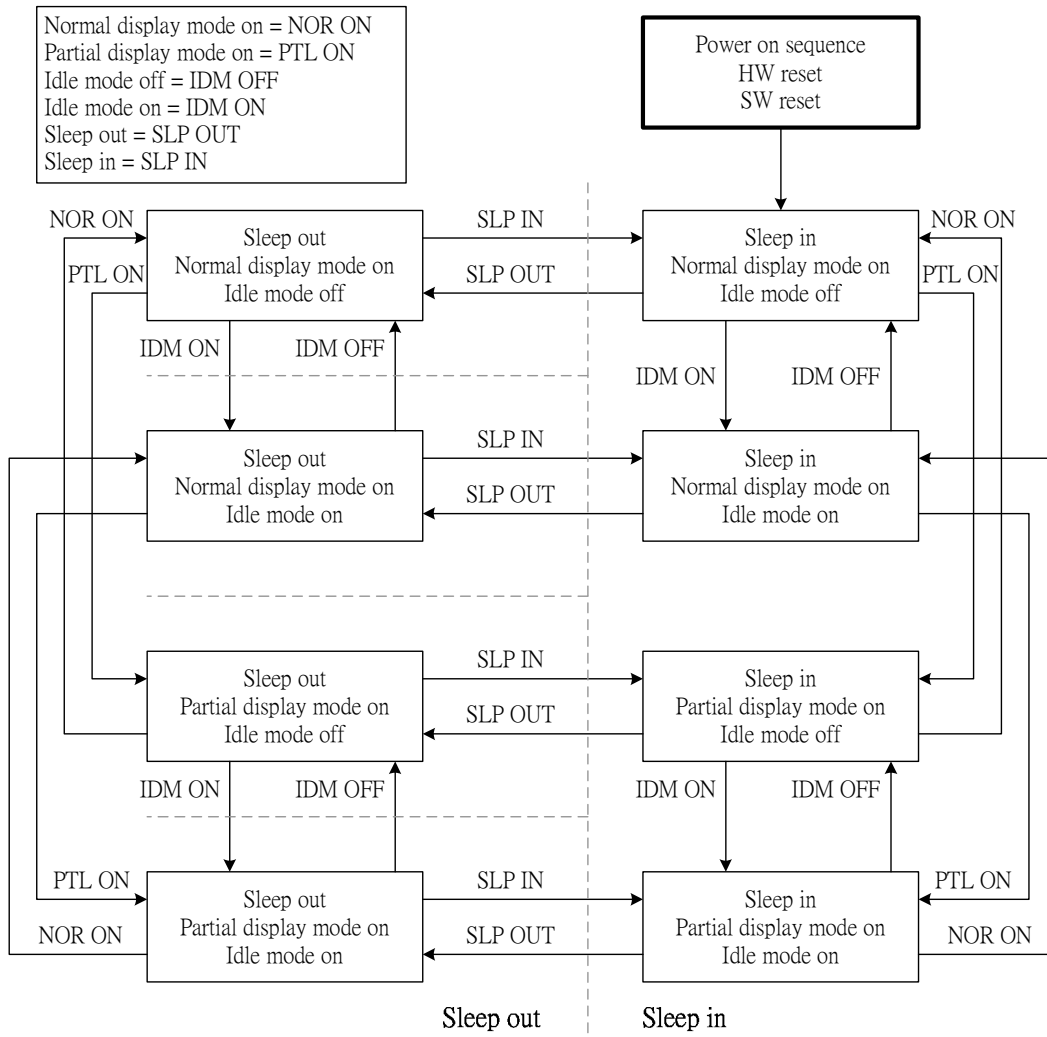 Normal display mode on = NOR ON
Partial display mode on = PTL ON
Idle mode off = IDM OFF
Idle mode on = IDM ON
Sleep out = SLP OUT
Sleep in = SLP IN
Power on sequence
HW reset
SW reset
NOR ON
PTL ON
Sleep out
Normal display mode on
Idle mode off
SLP IN
SLP OUT
Sleep in
Normal display mode on
Idle mode off
NOR ON
PTL ON
IDM ON
IDM OFF
IDM ON
IDM OFF
Sleep out
Normal display mode on
Idle mode on
SLP IN
SLP OUT
Sleep in
Normal display mode on
Idle mode on
Sleep out
Partial display mode on
Idle mode off
SLP IN
SLP OUT
Sleep in
Partial display mode on
Idle mode off
IDM ON
IDM OFF
IDM ON
IDM OFF
PTL ON
NOR ON
Sleep out
Partial display mode on
Idle mode on
SLP IN
SLP OUT
Sleep in
Partial display mode on
Idle mode on
PTL ON
NOR ON
Sleep out
Sleep in